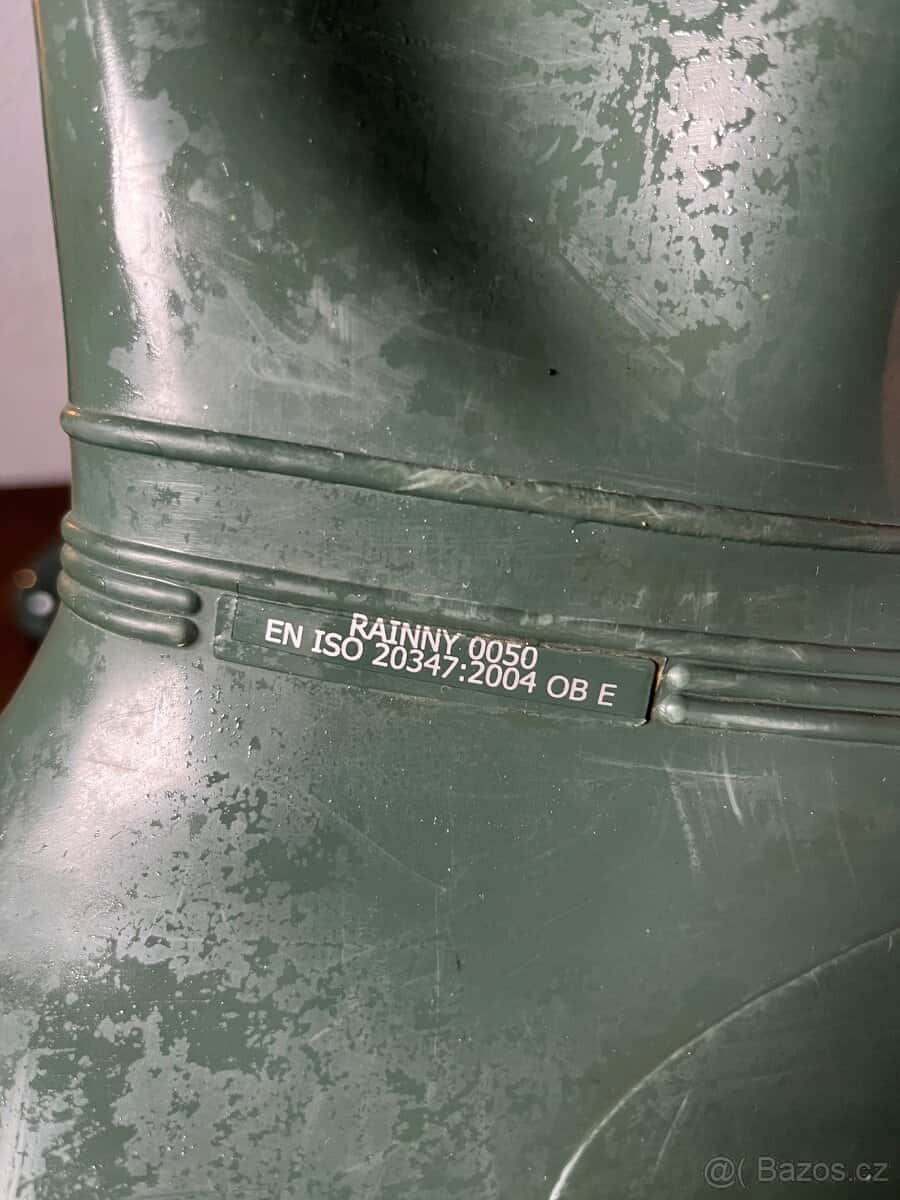 RAINNY 0050
EN ISO 20347:2004 OB E
@( Bazos.cz